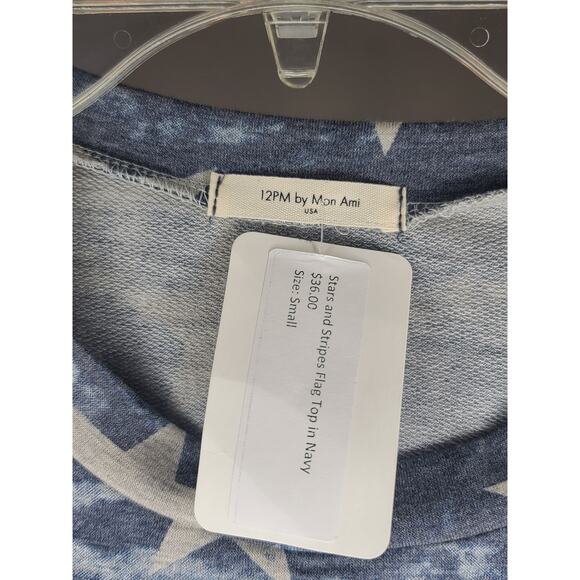 12PM by Mon Ami
USA
Stars and Stripes Flag Top in Navy
$36.00
Size: Small